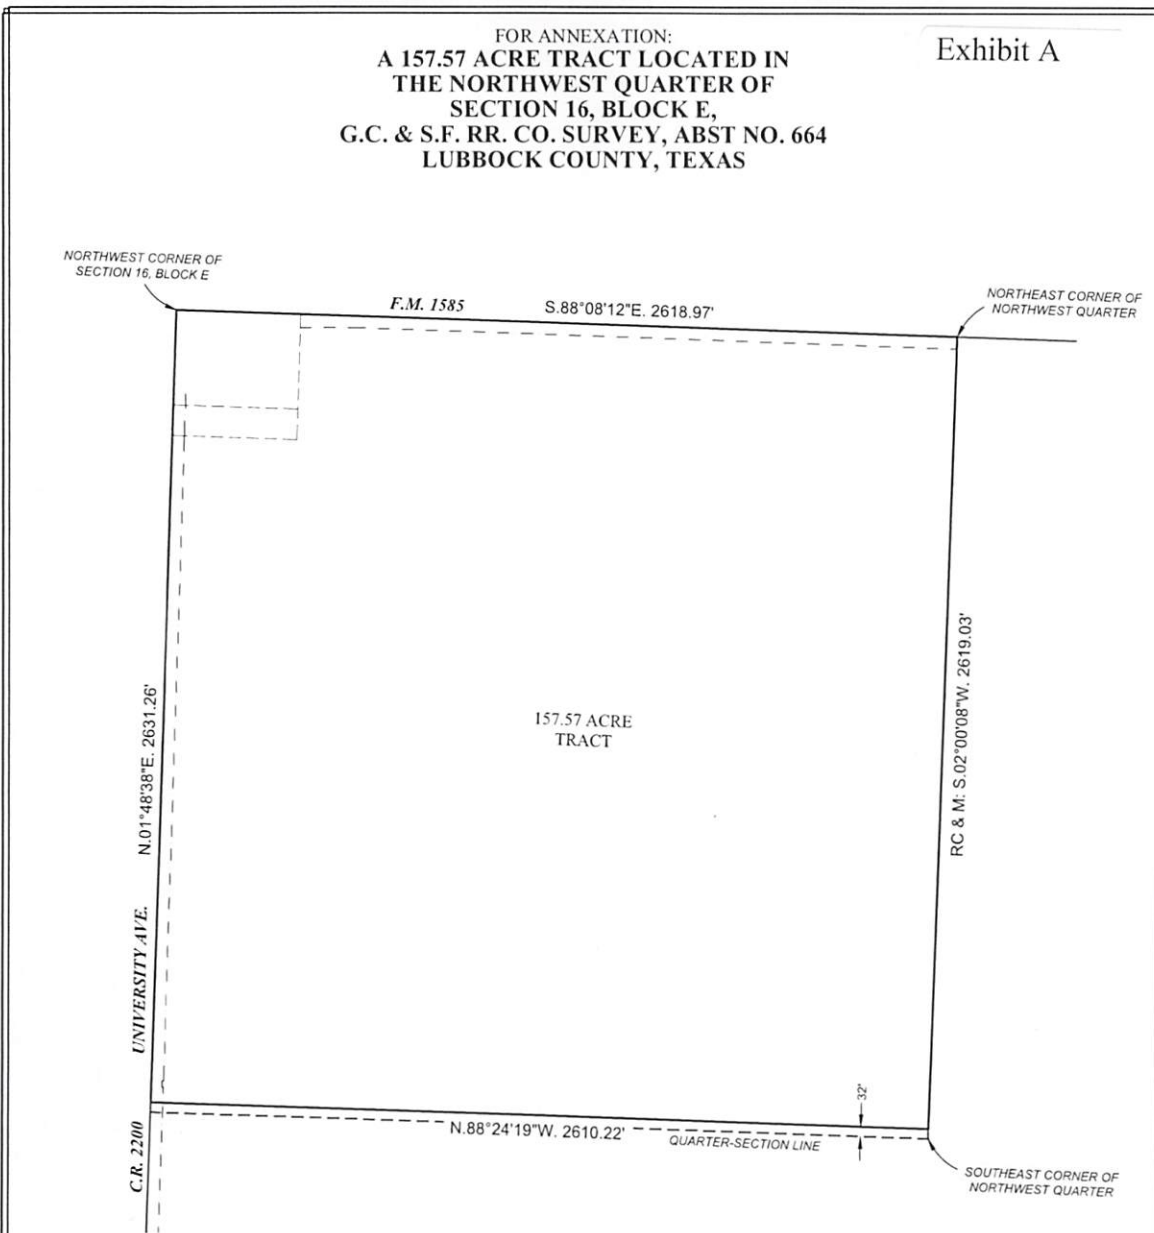 FOR ANNEXATION:
A 157.57 ACRE TRACT LOCATED IN
THE NORTHWEST QUARTER OF
SECTION 16, BLOCK E,
G.C. & S.F. RR. CO. SURVEY, ABST NO. 664
LUBBOCK COUNTY, TEXAS
Exhibit A
NORTHWEST CORNER OF
SECTION 16, BLOCK E
F.M. 1585
S.88°08'12"E. 2618.97'
NORTHEAST CORNER OF
NORTHWEST QUARTER
N.01°48'38"E. 2631.26'
157.57 ACRE
TRACT
RC & M: S.02°00'08"W. 2619.03'
UNIVERSITY AVE.
C.R. 2200
32'
N.88°24'19"W. 2610.22'
QUARTER-SECTION LINE
SOUTHEAST CORNER OF
NORTHWEST QUARTER